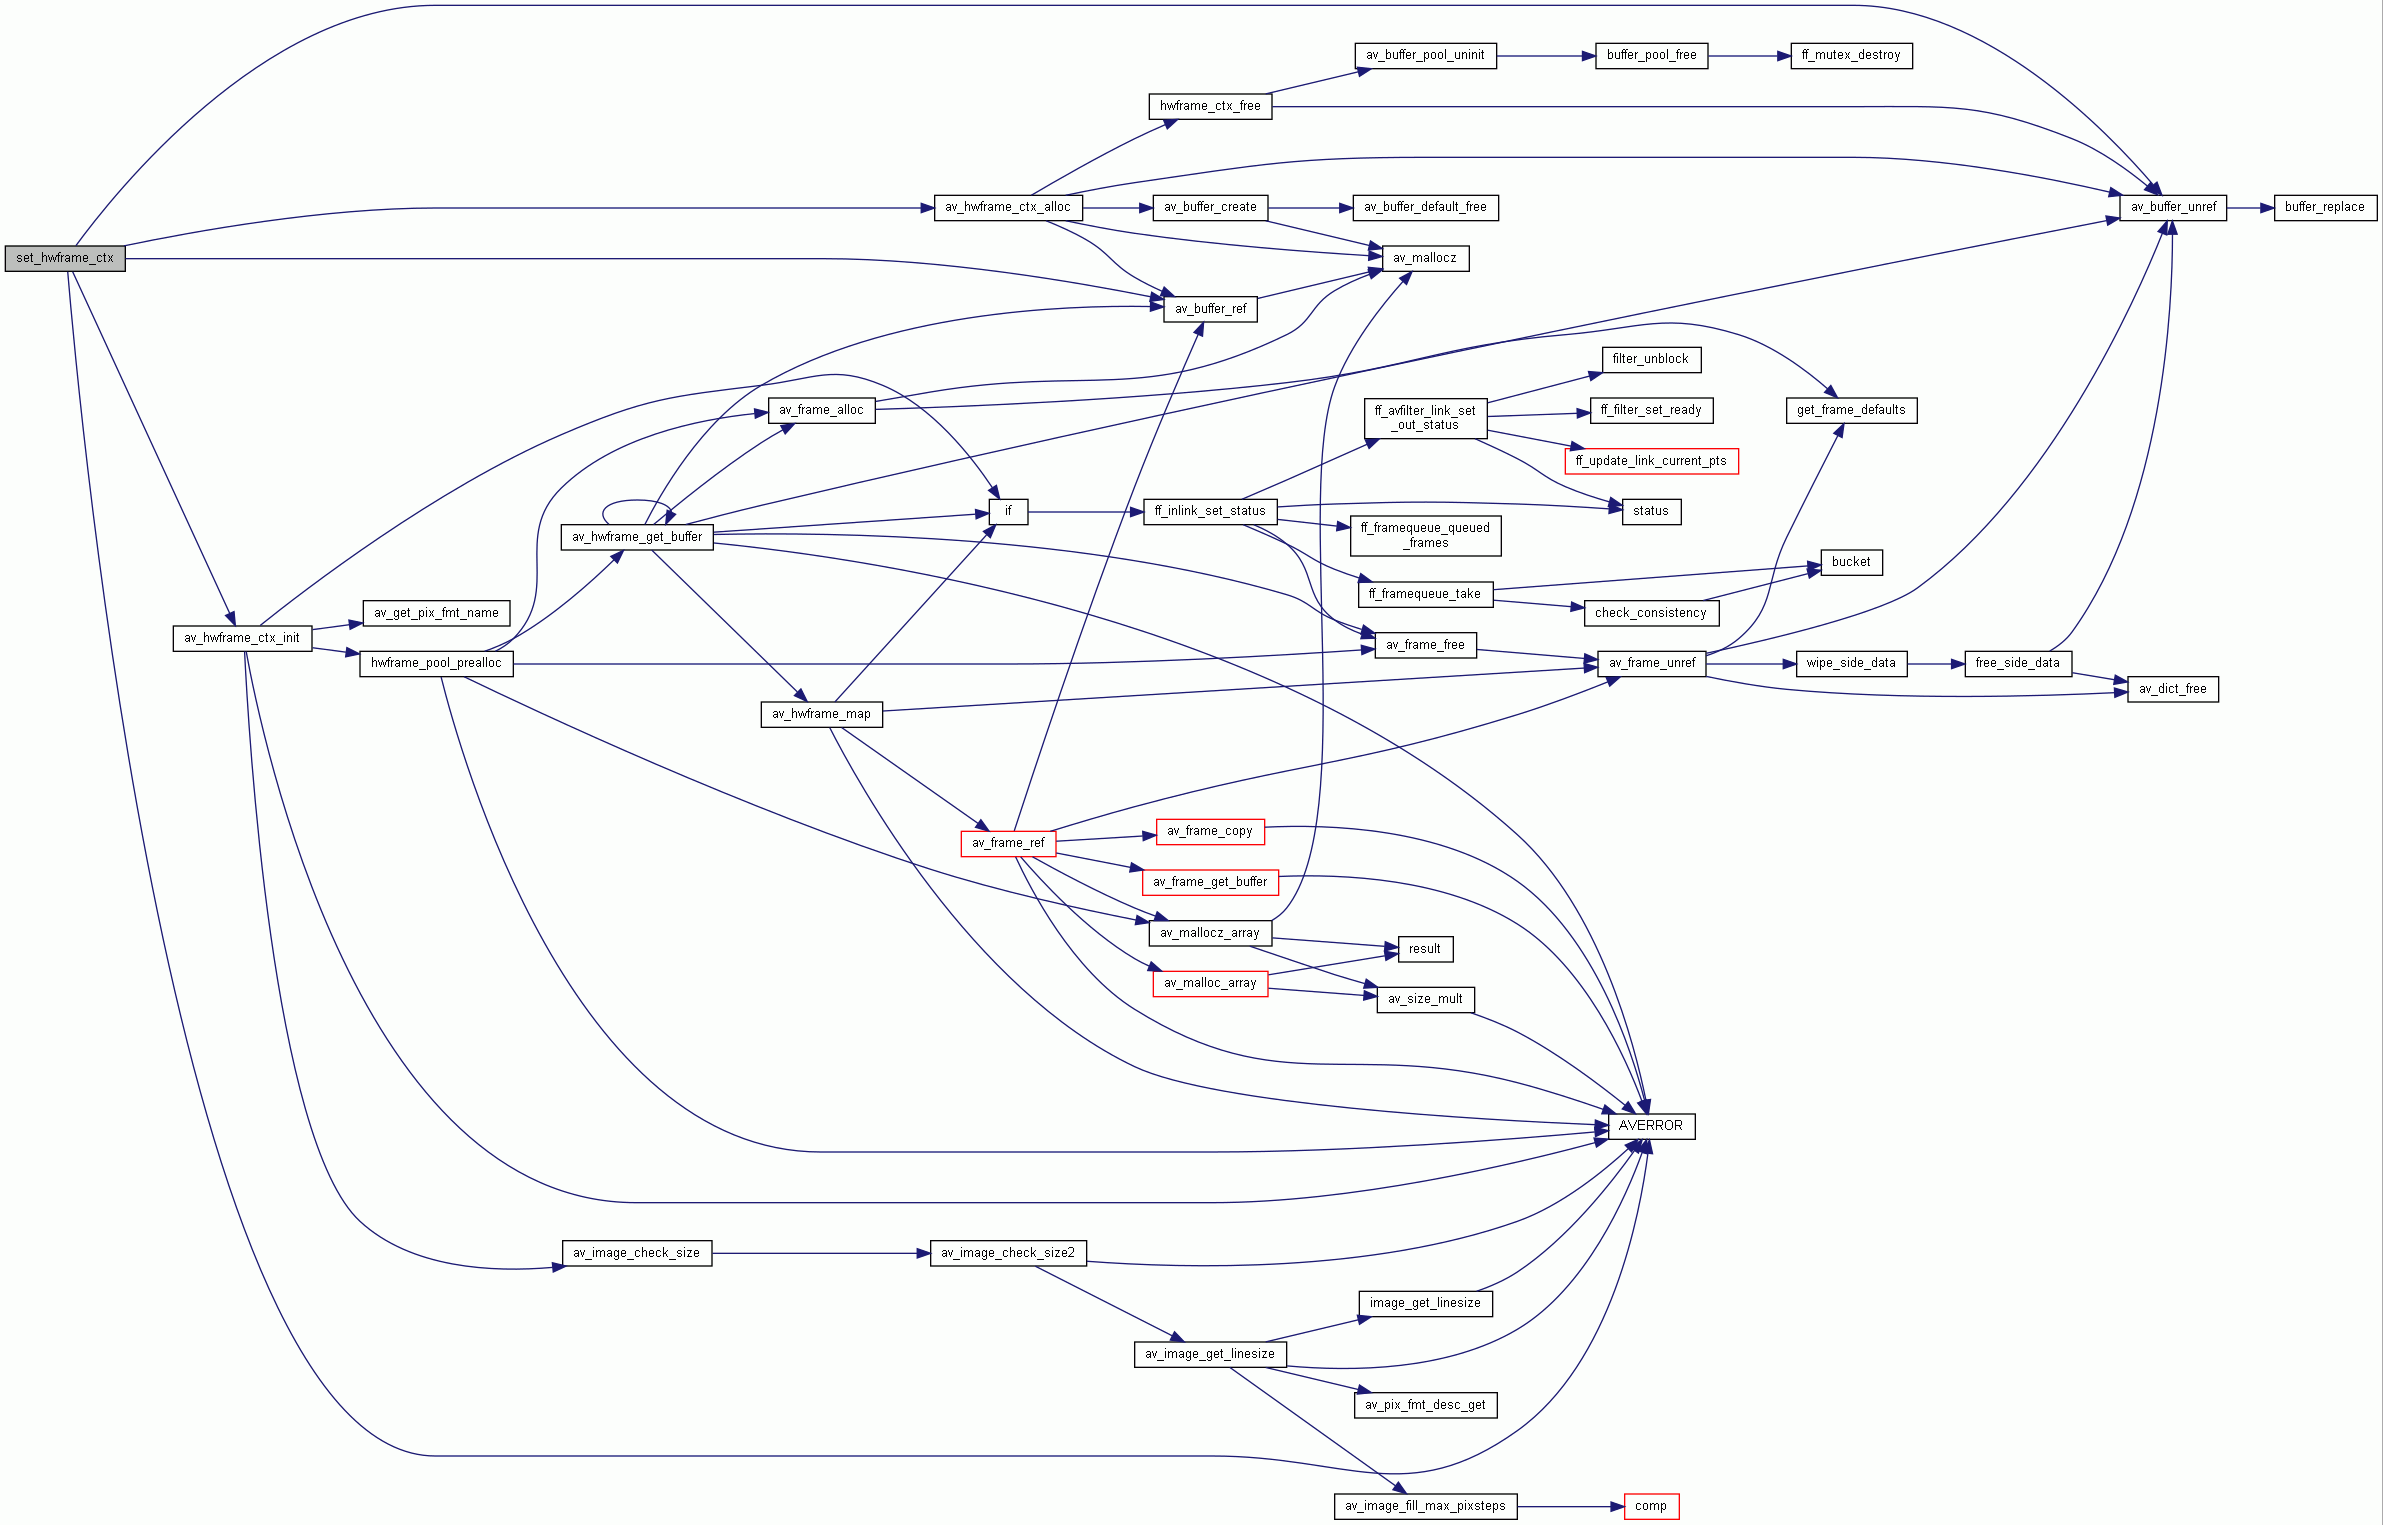 av_buffer_pool_uninit
buffer_pool_free
ff_mutex_destroy
hwframe_ctx_free
av_hwframe_ctx_alloc
av_buffer_create
av_buffer_default_free
av_buffer_unref
buffer_replace
set_hwframe_ctx
av_mallocz
av_buffer_ref
filter_unblock
av_frame_alloc
ff_avfilter_link_set
_out_status
ff_filter_set_ready
get_frame_defaults
ff_update_link_current_pts
av_hwframe_get_buffer
if
ff_inlink_set_status
status
ff_framequeue_queued
_frames
bucket
ff_framequeue_take
check_consistency
av_get_pix_fmt_name
av_hwframe_ctx_init
av_frame_free
hwframe_pool_prealloc
av_frame_unref
wipe_side_data
free_side_data
av_dict_free
av_hwframe_map
av_frame_copy
av_frame_ref
av_frame_get_buffer
av_mallocz_array
result
av_malloc_array
av_size_mult
AVERROR
av_image_check_size
av_image_check_size2
image_get_linesize
av_image_get_linesize
av_pix_fmt_desc_get
av_image_fill_max_pixsteps
comp